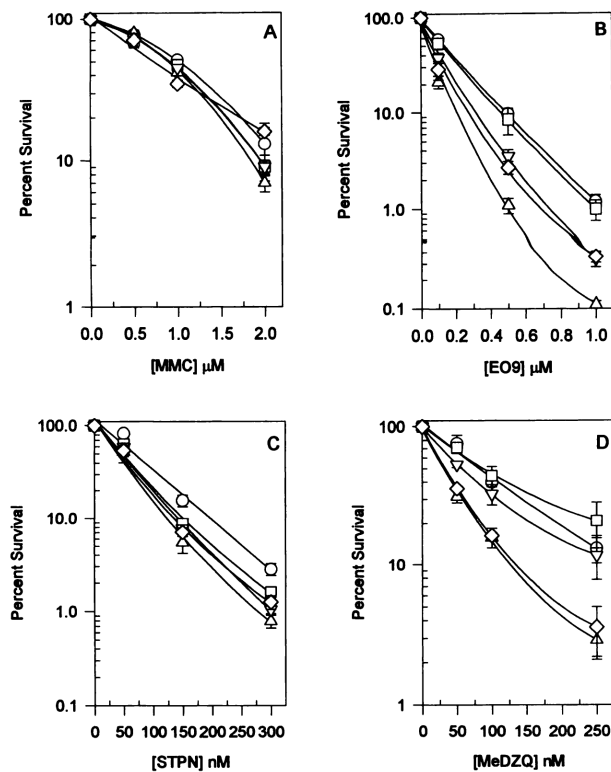 A
100
10
1
Percent Survival
0.0 0.5 1.0 1.5 2.0
[MMC] µM
B
100.0
10.0
1.0
0.1
Percent Survival
0.0 0.2 0.4 0.6 0.8 1.0
[EO9] µM
C
100.0
10.0
1.0
0.1
Percent Survival
0 50 100 150 200 250 300
[STPN] nM
D
100
10
1
Percent Survival
0 50 100 150 200 250
[MeDZQ] nM